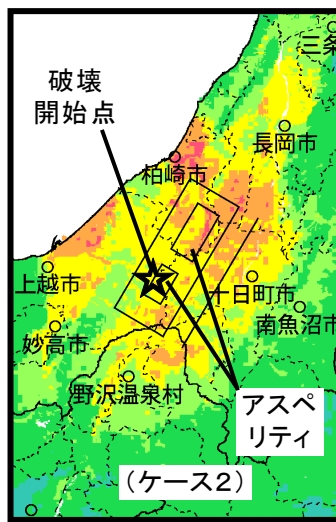 三条
破壊
開始点
長岡市
柏崎市
上越市
十日町市
南魚沼市
妙高市
野沢温泉村
アスペ
リティ
(ケース2)